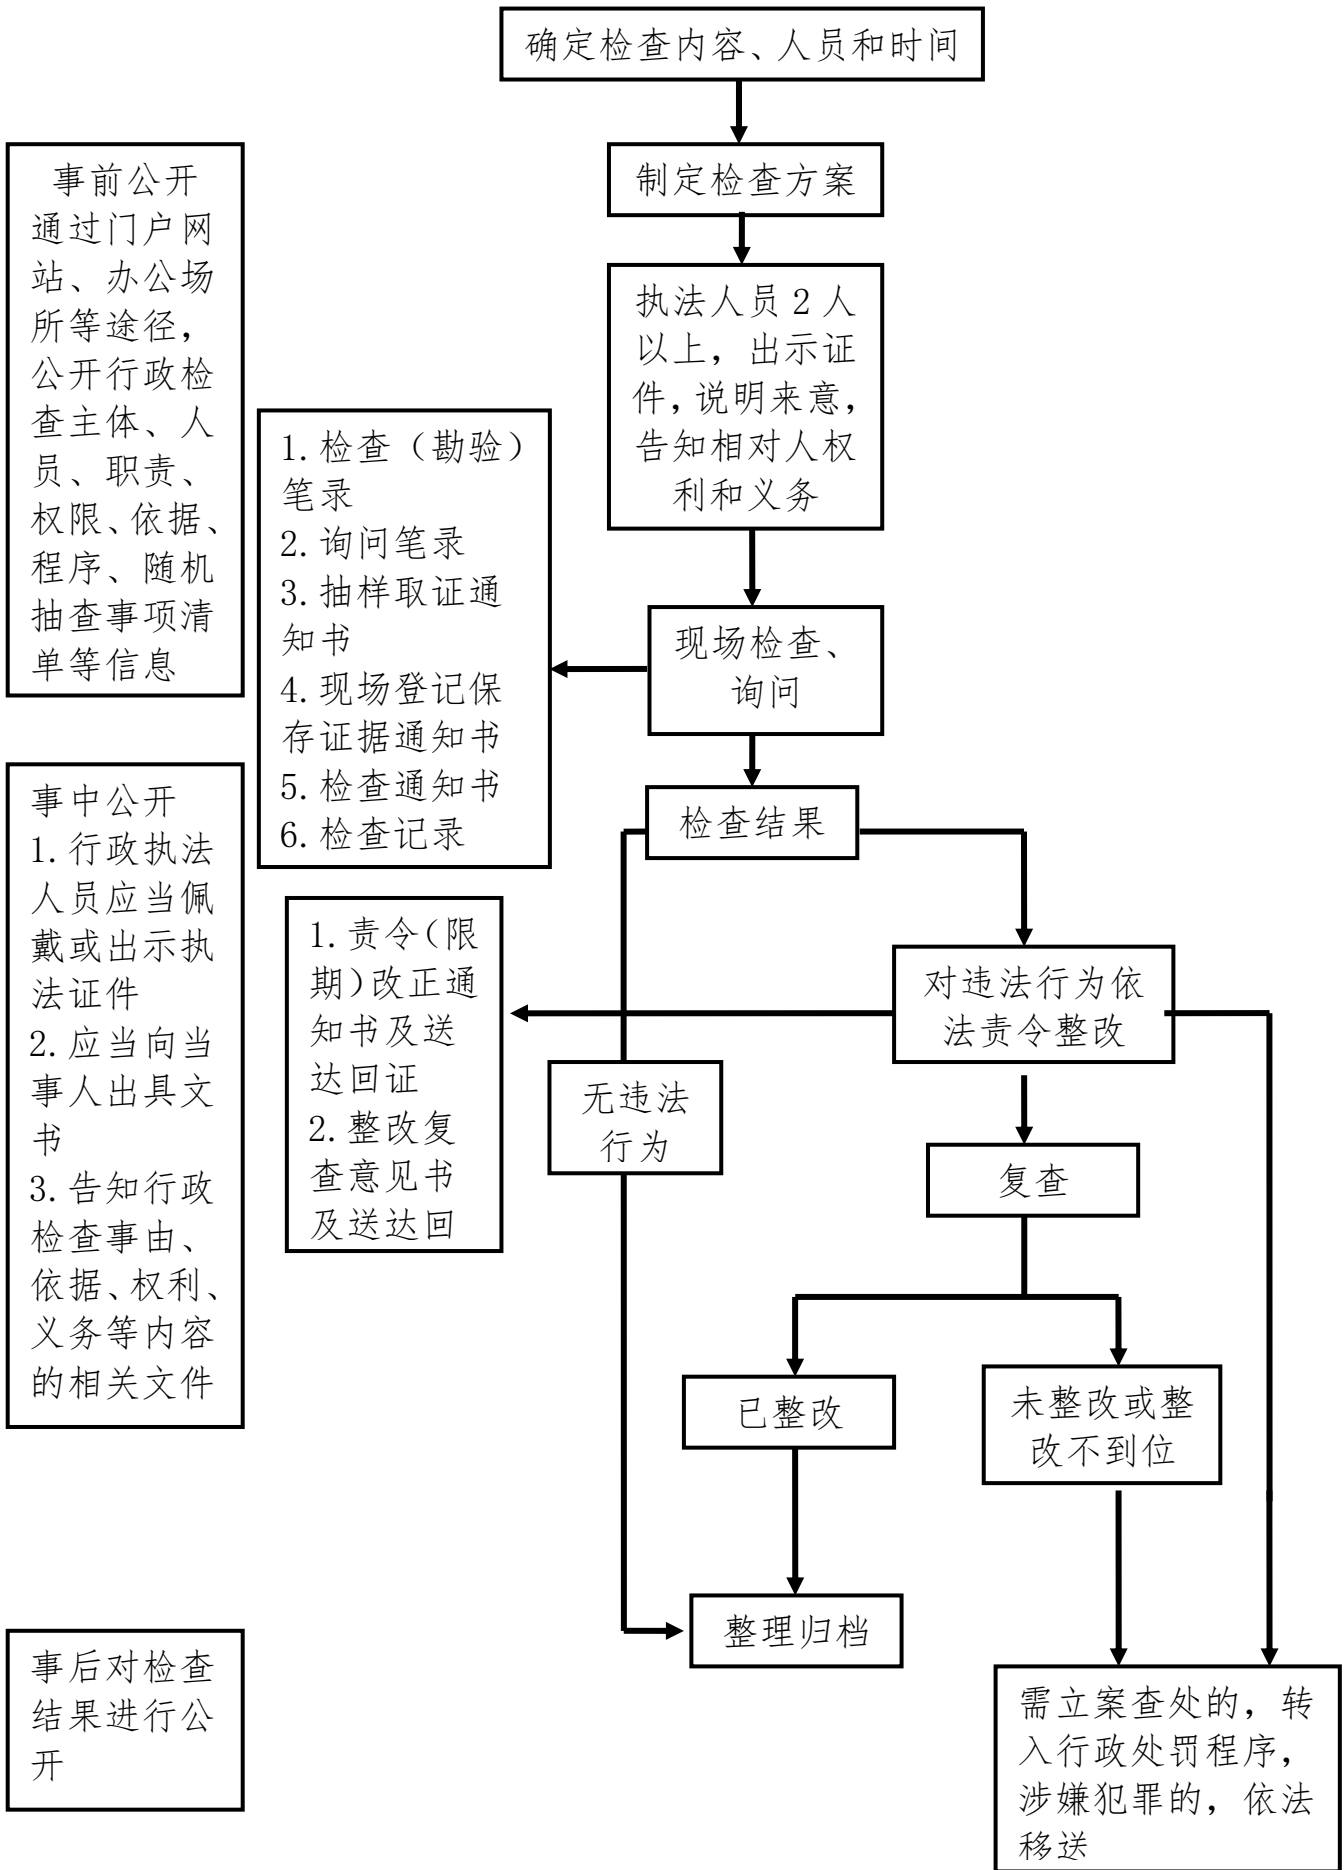 确定检查内容、人员和时间
制定检查方案
执法人员 2 人
以上，出示证
件，说明来意，
告知相对人权
利和义务
现场检查、
询问
检查结果
事前公开
通过门户网
站、办公场
所等途径，
公开行政检
查主体、人
员、职责、
权限、依据、
程序、随机
抽查事项清
单等信息
1.检查（勘验）
笔录
2.询问笔录
3.抽样取证通
知书
4.现场登记保
存证据通知书
5.检查通知书
6.检查记录
事中公开
1.行政执法
人员应当佩
戴或出示执
法证件
2.应当向当
事人出具文
书
3.告知行政
检查事由、
依据、权利、
义务等内容
的相关文件
1.责令（限
期）改正通
知书及送
达回证
2.整改复
查意见书
及送达回
对违法行为依
法责令整改
无违法
行为
复查
已整改
未整改或整
改不到位
整理归档
事后对检查
结果进行公
开
需立案查处的，转
入行政处罚程序，
涉嫌犯罪的，依法
移送